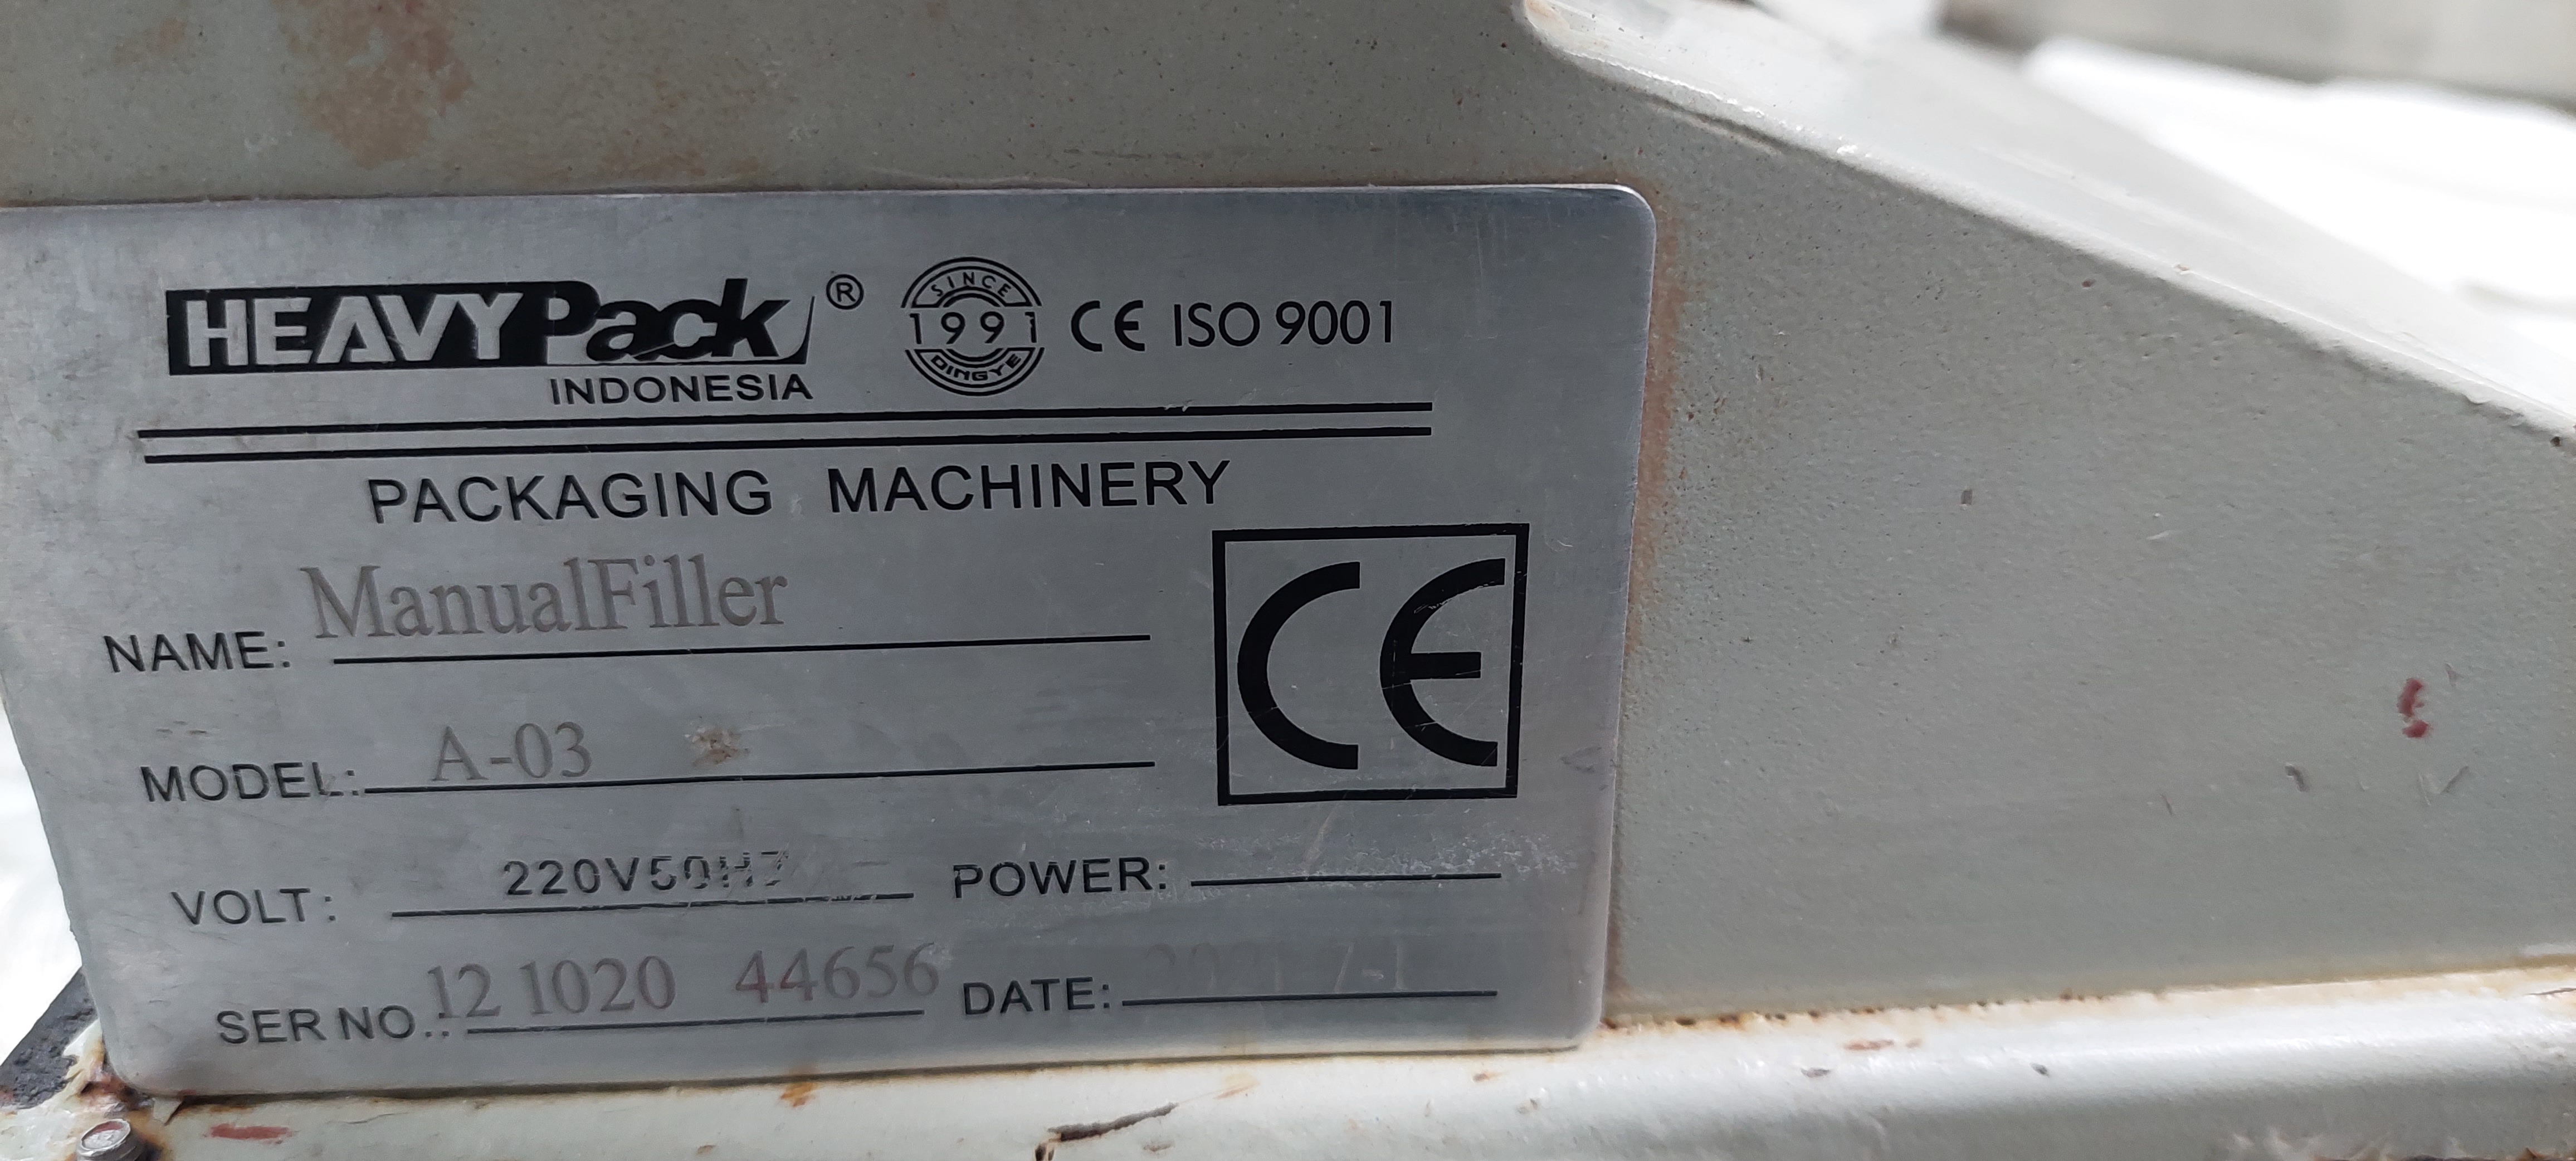 HEAVYPack®
INDONESIA
SINCE
1991
DINGYE
CE ISO 9001
PACKAGING MACHINERY
NAME: ManualFiller
CE
MODEL: A-03
VOLT: 220V50HZ POWER:
SER NO.: 12 1020 44656 DATE: